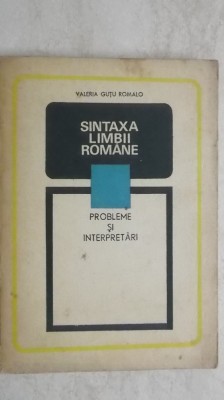 VALERIA GUȚU ROMALO
SINTAXA
LIMBII
ROMÂNE
PROBLEME
ȘI
INTERPRETĂRI